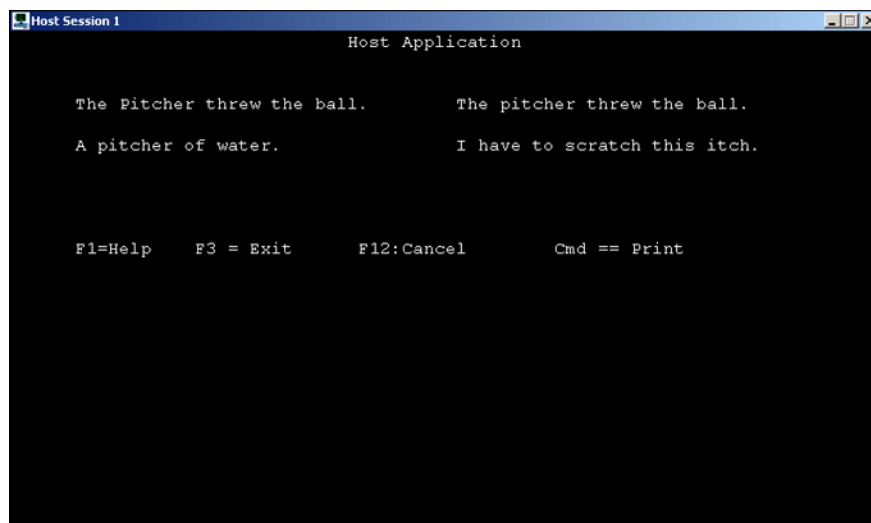 Host Session 1
Host Application
The Pitcher threw the ball. The pitcher threw the ball.
A pitcher of water. I have to scratch this itch.
F1=Help F3 = Exit F12:Cancel Cmd == Print